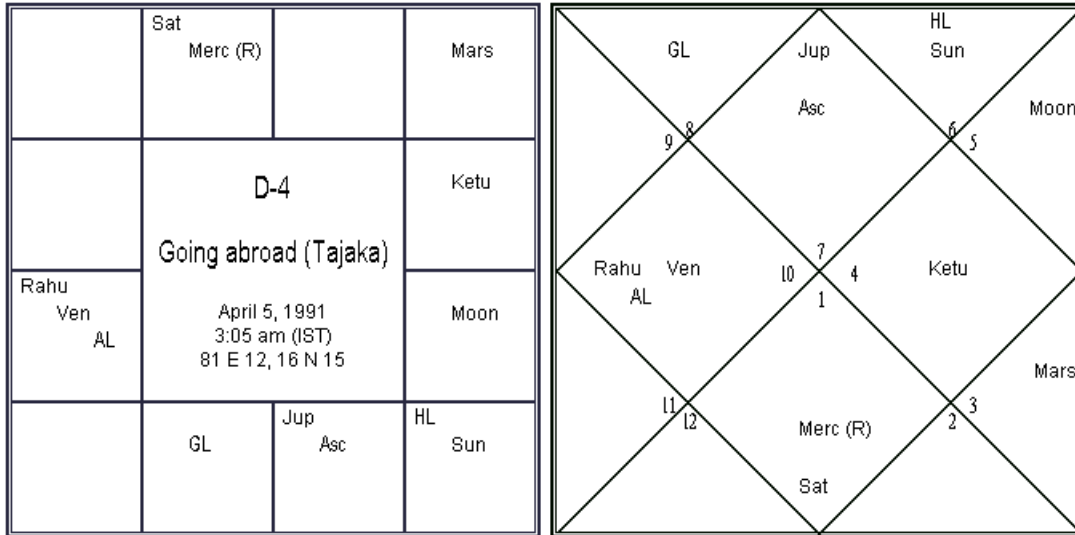 Sat
Merc (R)
Mars
Ketu
D-4
Going abroad (Tajaka)
April 5, 1991
3:05 am (IST)
81 E 12, 16 N 15
Rahu
Ven
AL
Moon
GL
Jup
Asc
HL
Sun
HL
GL
Jup
Sun
Asc
Moon
8
6
9
5
7
Rahu Ven
10
4
Ketu
AL
1
Mars
11
3
12
2
Merc (R)
Sat